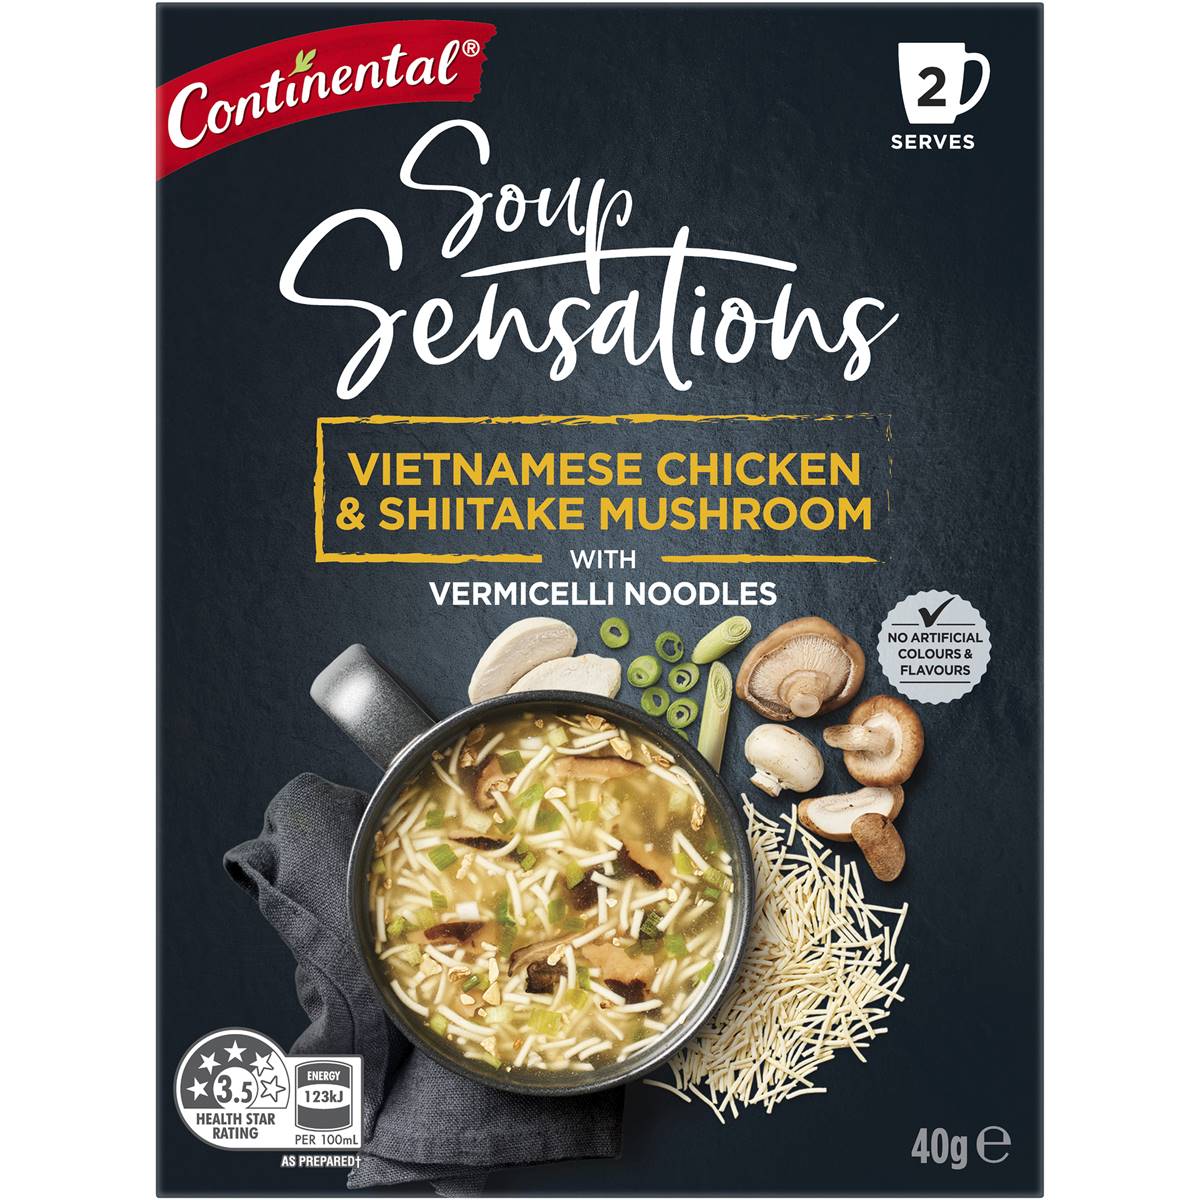 Continental®
2
SERVES
Soup
Sensations
VIETNAMESE CHICKEN
& SHIITAKE MUSHROOM
WITH
VERMICELLI NOODLES
NO ARTIFICIAL
COLOURS &
FLAVOURS
3.5
HEALTH STAR
RATING
ENERGY
123kJ
PER 100mL
AS PREPARED†
40g ℮